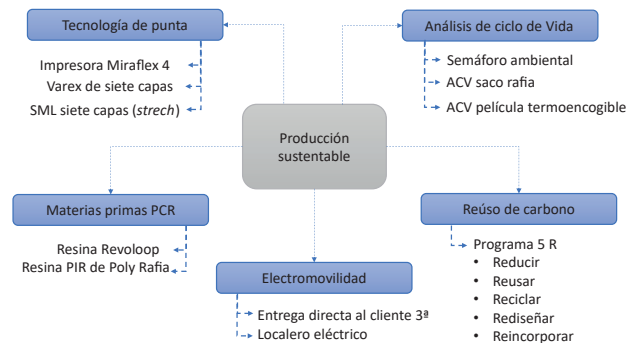 Tecnología de punta
Impresora Miraflex 4
Varex de siete capas
SML siete capas (strech)
Análisis de ciclo de Vida
Semáforo ambiental
ACV saco rafia
ACV película termoencogible
Producción
sustentable
Materias primas PCR
Resina Revoloop
Resina PIR de Poly Rafia
Electromovilidad
Entrega directa al cliente 3ª
Localero eléctrico
Reúso de carbono
Programa 5 R
• Reducir
• Reusar
• Reciclar
• Rediseñar
• Reincorporar